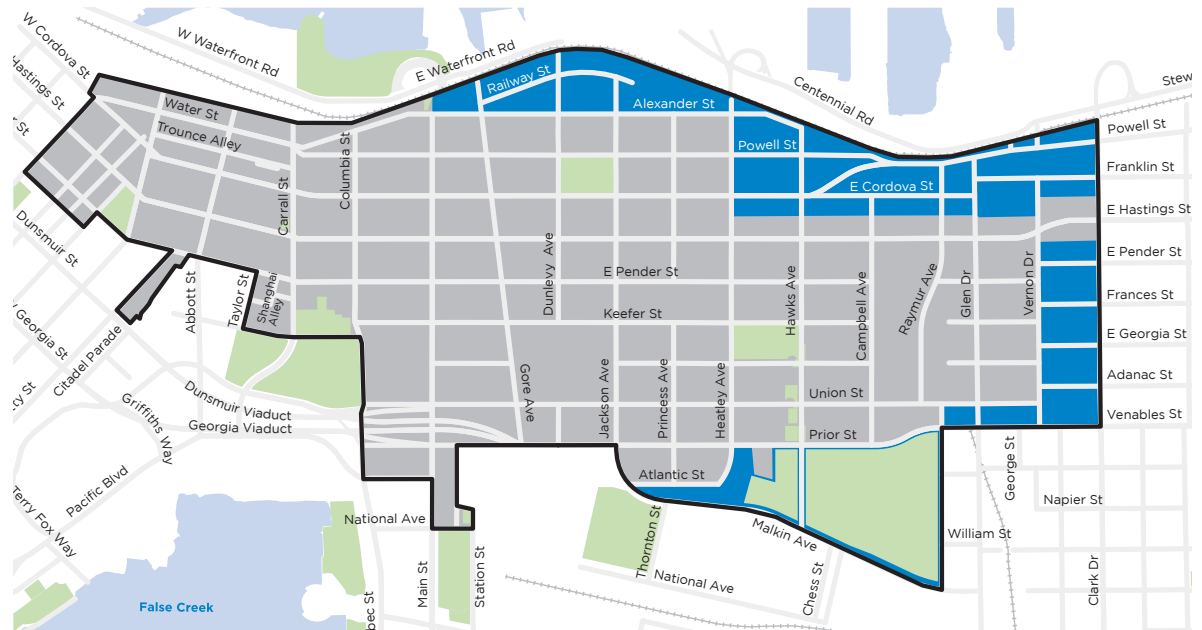 W Cordova St
W Waterfront Rd
E Waterfront Rd
Hastings St
r St
Water St
Trounce Alley
Railway St
Alexander St
Centennial Rd
Stew
Powell St
Powell St
Franklin St
E Cordova St
E Hastings St
Carrall St
Columbia St
Dunsmuir St
Dunlevy Ave
E Pender St
E Pender St
Hawks Ave
Campbell Ave
Raymur Ave
Glen Dr
Vernon Dr
Abbott St
Taylor St
Shanghai
Alley
Frances St
Keefer St
W Georgia St
Citadel Parade
E Georgia St
ty St
Griffiths Way
Dunsmuir Viaduct
Georgia Viaduct
Gore Ave
Jackson Ave
Princess Ave
Heatley Ave
Union St
Adanac St
Venables St
Prior St
Pacific Blvd
Terry Fox Way
Atlantic St
George St
Napier St
National Ave
Main St
Station St
Thornton St
Malkin Ave
William St
National Ave
Chess St
Clark Dr
False Creek
bec St